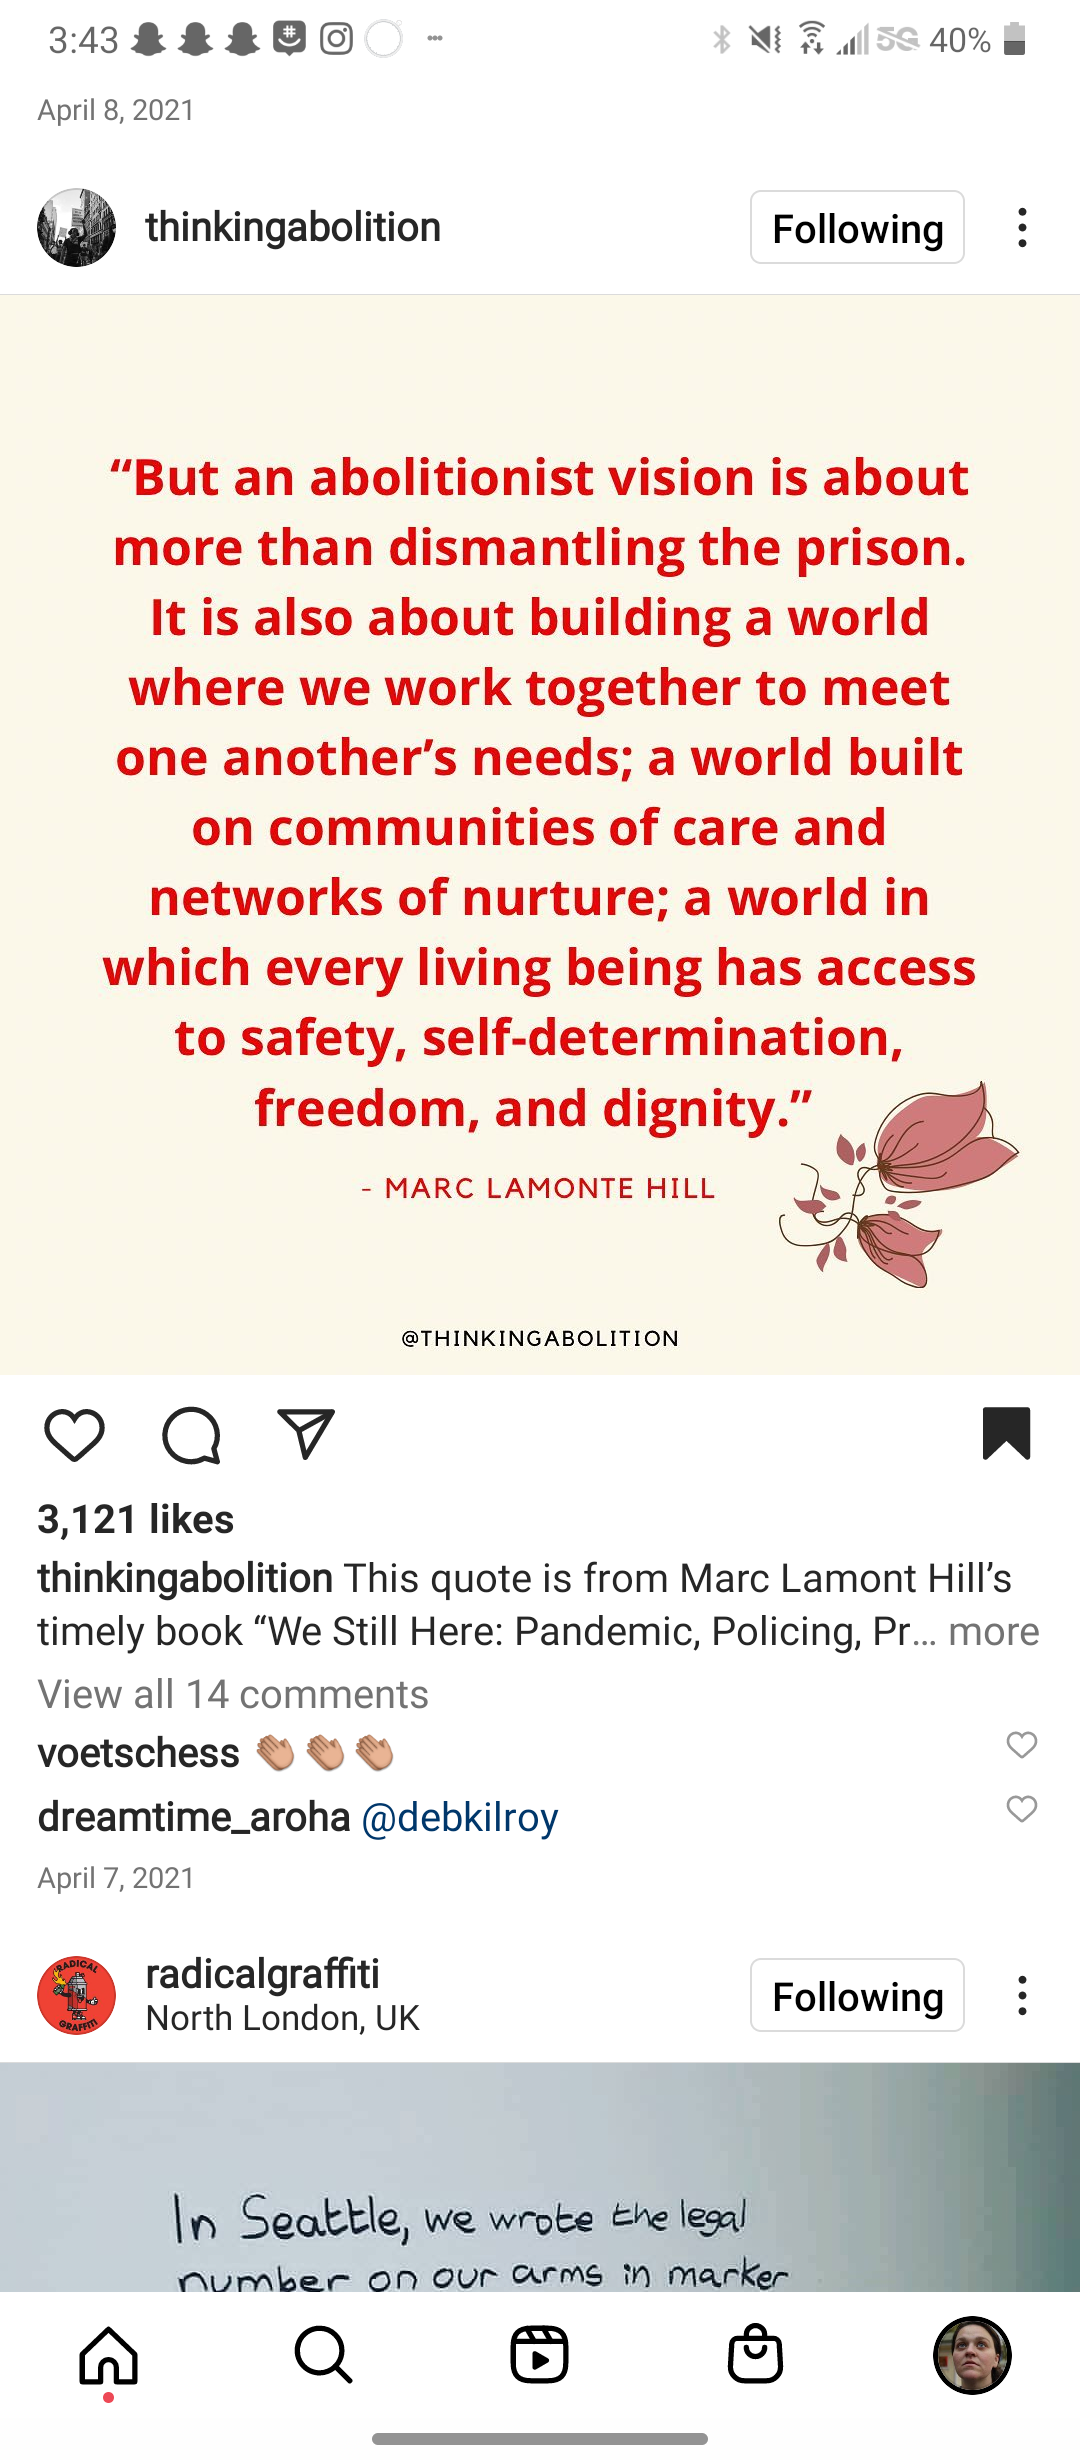 3:43
5G 40%
April 8, 2021
thinkingabolition
Following
“But an abolitionist vision is about
more than dismantling the prison.
It is also about building a world
where we work together to meet
one another’s needs; a world built
on communities of care and
networks of nurture; a world in
which every living being has access
to safety, self-determination,
freedom, and dignity.”
- MARC LAMONTE HILL
@THINKINGABOLITION
3,121 likes
thinkingabolition This quote is from Marc Lamont Hill’s
timely book “We Still Here: Pandemic, Policing, Pr... more
View all 14 comments
voetschess 👏🏼👏🏼👏🏼
dreamtime_aroha @debkilroy
April 7, 2021
RADICAL
GRAFFITI
radicalgraffiti
North London, UK
Following
In Seattle, we wrote the legal
number on our arms in marker